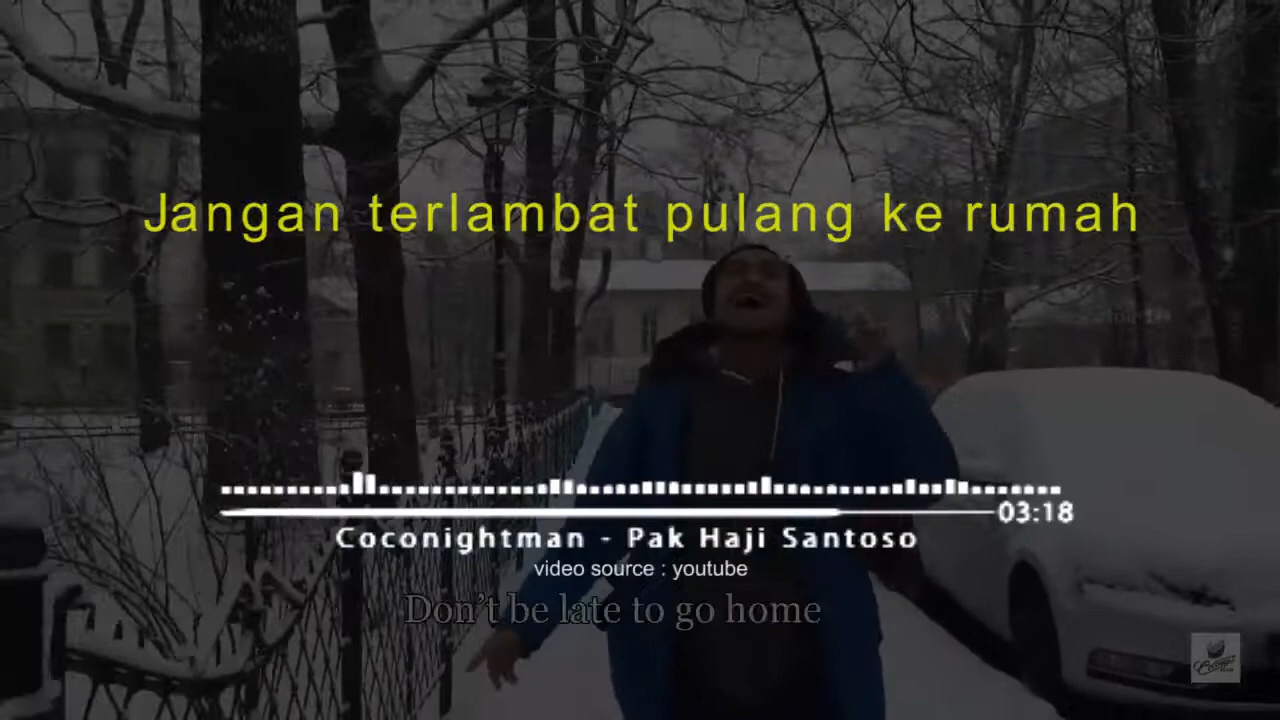 Jangan terlambat pulang ke rumah
03:18
Coconightman - Pak Haji Santoso
video source : youtube
Don't be late to go home